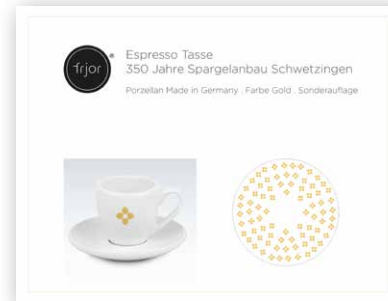 frjor®
Espresso Tasse
350 Jahre Spargelanbau Schwetzingen
Porzellan Made in Germany . Farbe Gold . Sonderauflage